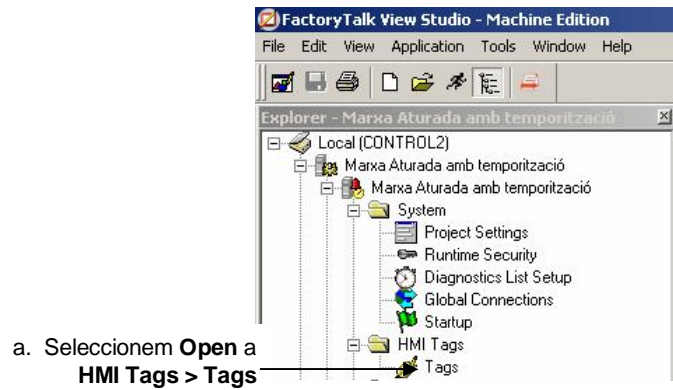 FactoryTalk View Studio - Machine Edition
File Edit View Application Tools Window Help
Explorer - Marxa Aturada amb temporització
Local (CONTROL2)
Marxa Aturada amb temporització
Marxa Aturada amb temporització
System
Project Settings
Runtime Security
Diagnostics List Setup
Global Connections
Startup
HMI Tags
Tags
a. Seleccionem Open a
HMI Tags > Tags